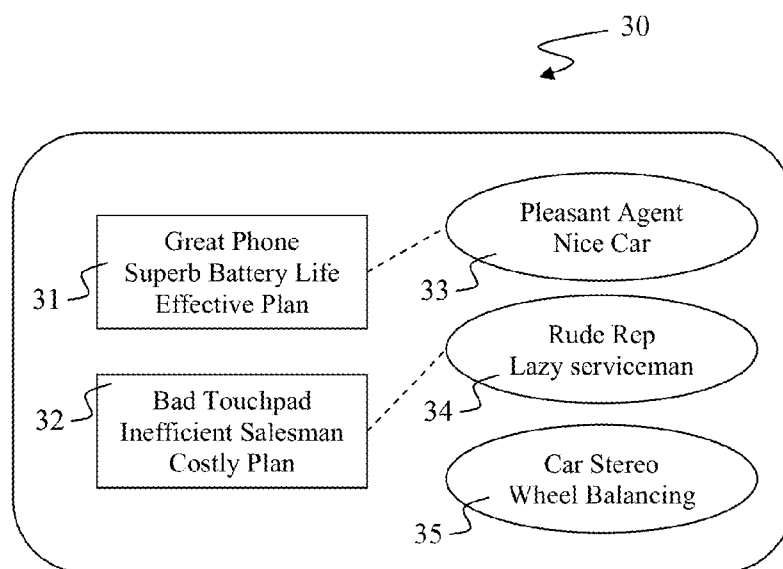 30
Great Phone
Superb Battery Life
Effective Plan
31
Pleasant Agent
Nice Car
33
Rude Rep
Lazy serviceman
34
Bad Touchpad
Inefficient Salesman
Costly Plan
32
Car Stereo
Wheel Balancing
35